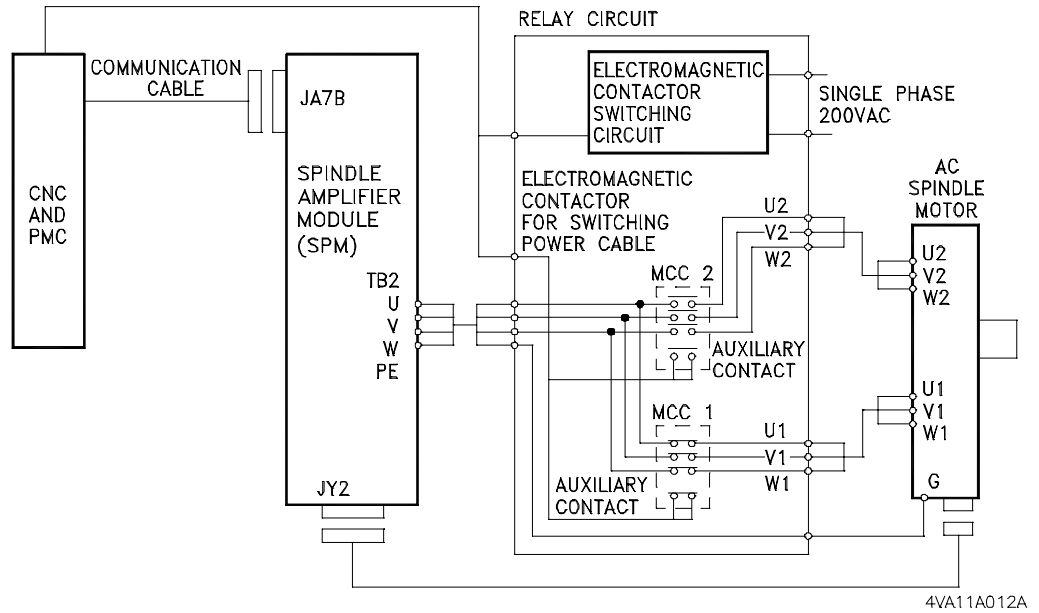 RELAY CIRCUIT
COMMUNICATION
CABLE
JA7B
CNC
AND
PMC
SPINDLE
AMPLIFIER
MODULE
(SPM)
TB2
U
V
W
PE
JY2
ELECTROMAGNETIC
CONTACTOR
SWITCHING
CIRCUIT
SINGLE PHASE
200VAC
ELECTROMAGNETIC
CONTACTOR
FOR SWITCHING
POWER CABLE
U2
V2
W2
MCC 2
AUXILIARY
CONTACT
MCC 1
U1
V1
W1
AUXILIARY
CONTACT
AC
SPINDLE
MOTOR
U2
V2
W2
U1
V1
W1
G
4VA11A012A